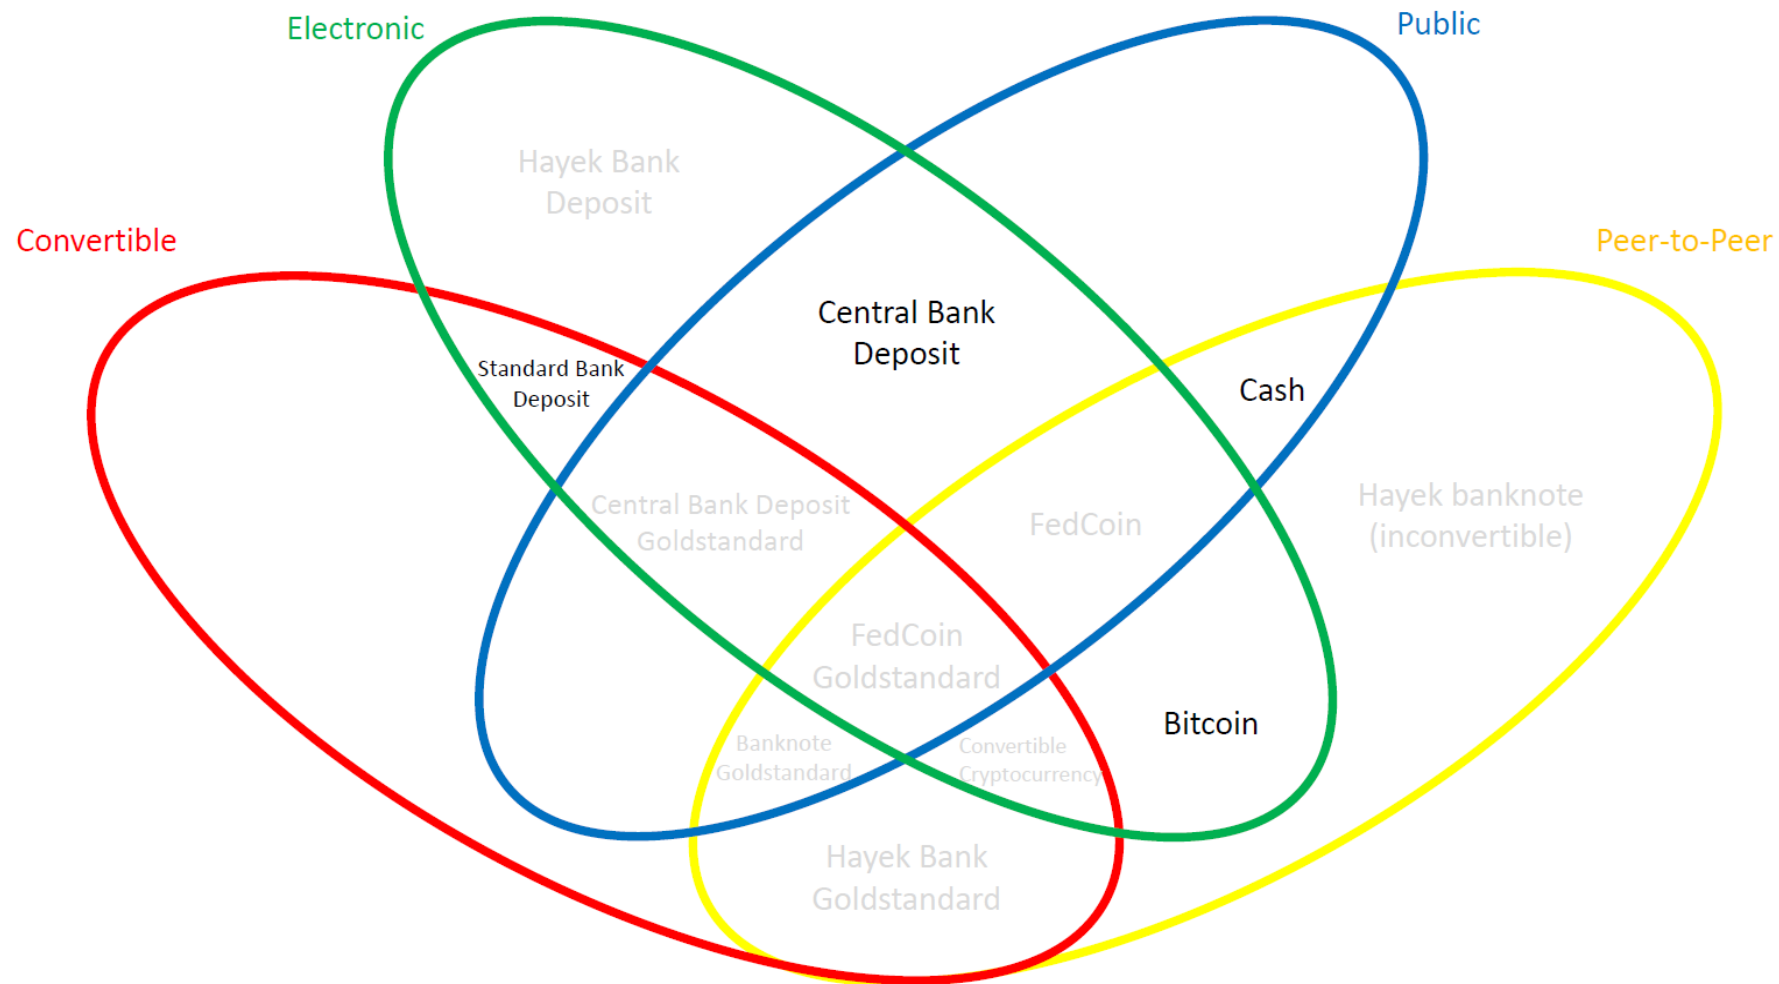 Electronic
Public
Hayek Bank
Deposit
Convertible
Peer-to-Peer
Central Bank
Deposit
Standard Bank
Deposit
Cash
Central Bank Deposit
Goldstandard
FedCoin
Hayek banknote
(inconvertible)
FedCoin
Goldstandard
Bitcoin
Banknote
Goldstandard
Convertible
Cryptocurrency
Hayek Bank
Goldstandard